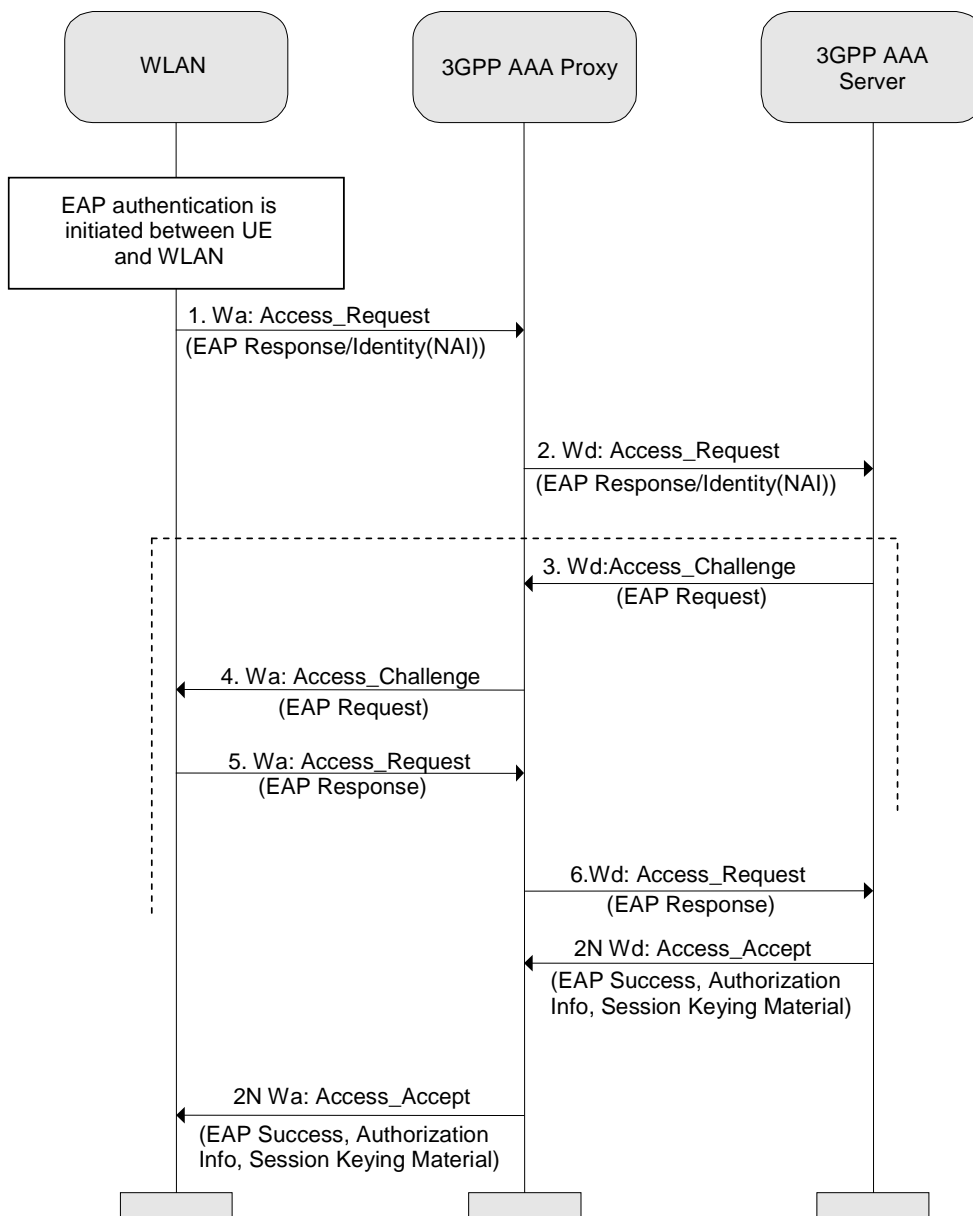 WLAN
3GPP AAA Proxy
3GPP AAA
Server
EAP authentication is
initiated between UE
and WLAN
1. Wa: Access_Request
(EAP Response/Identity(NAI))
2. Wd: Access_Request
(EAP Response/Identity(NAI))
3. Wd:Access_Challenge
(EAP Request)
4. Wa: Access_Challenge
(EAP Request)
5. Wa: Access_Request
(EAP Response)
6.Wd: Access_Request
(EAP Response)
2N Wd: Access_Accept
(EAP Success, Authorization
Info, Session Keying Material)
2N Wa: Access_Accept
(EAP Success, Authorization
Info, Session Keying Material)